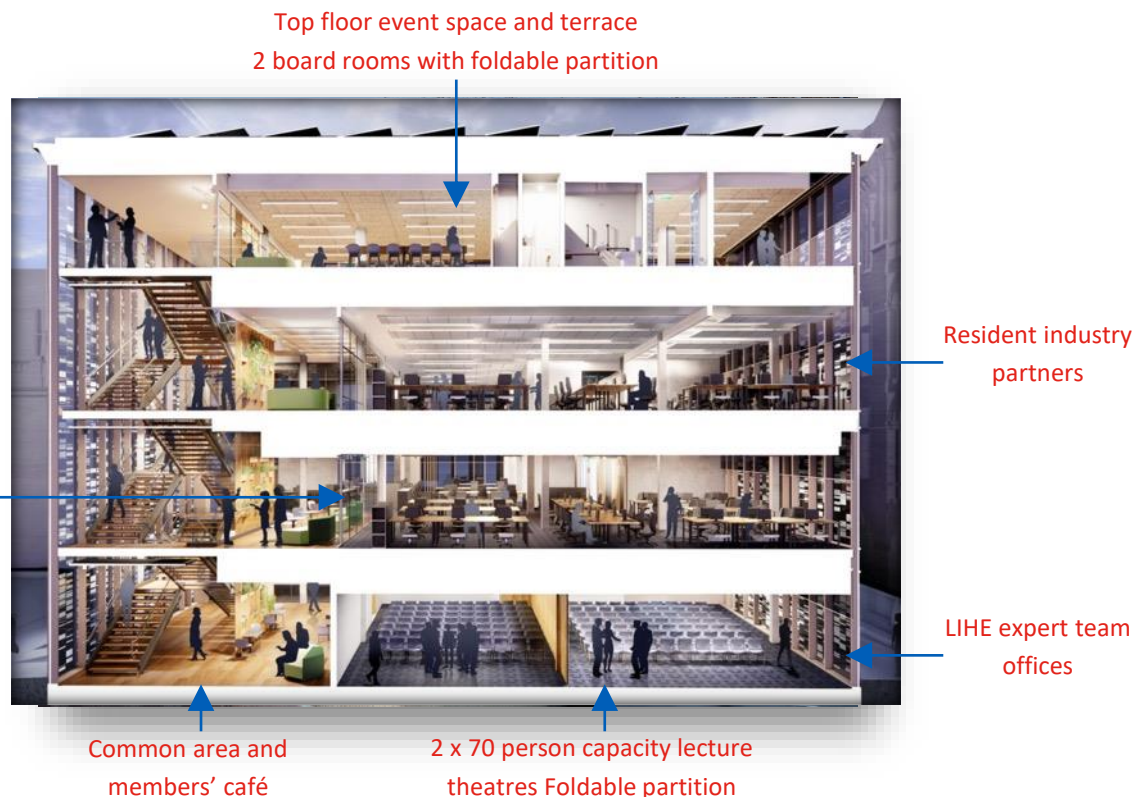 Top floor event space and terrace
2 board rooms with foldable partition
Resident industry
partners
LIHE expert team
offices
Common area and
members’ café
2 x 70 person capacity lecture
theatres Foldable partition